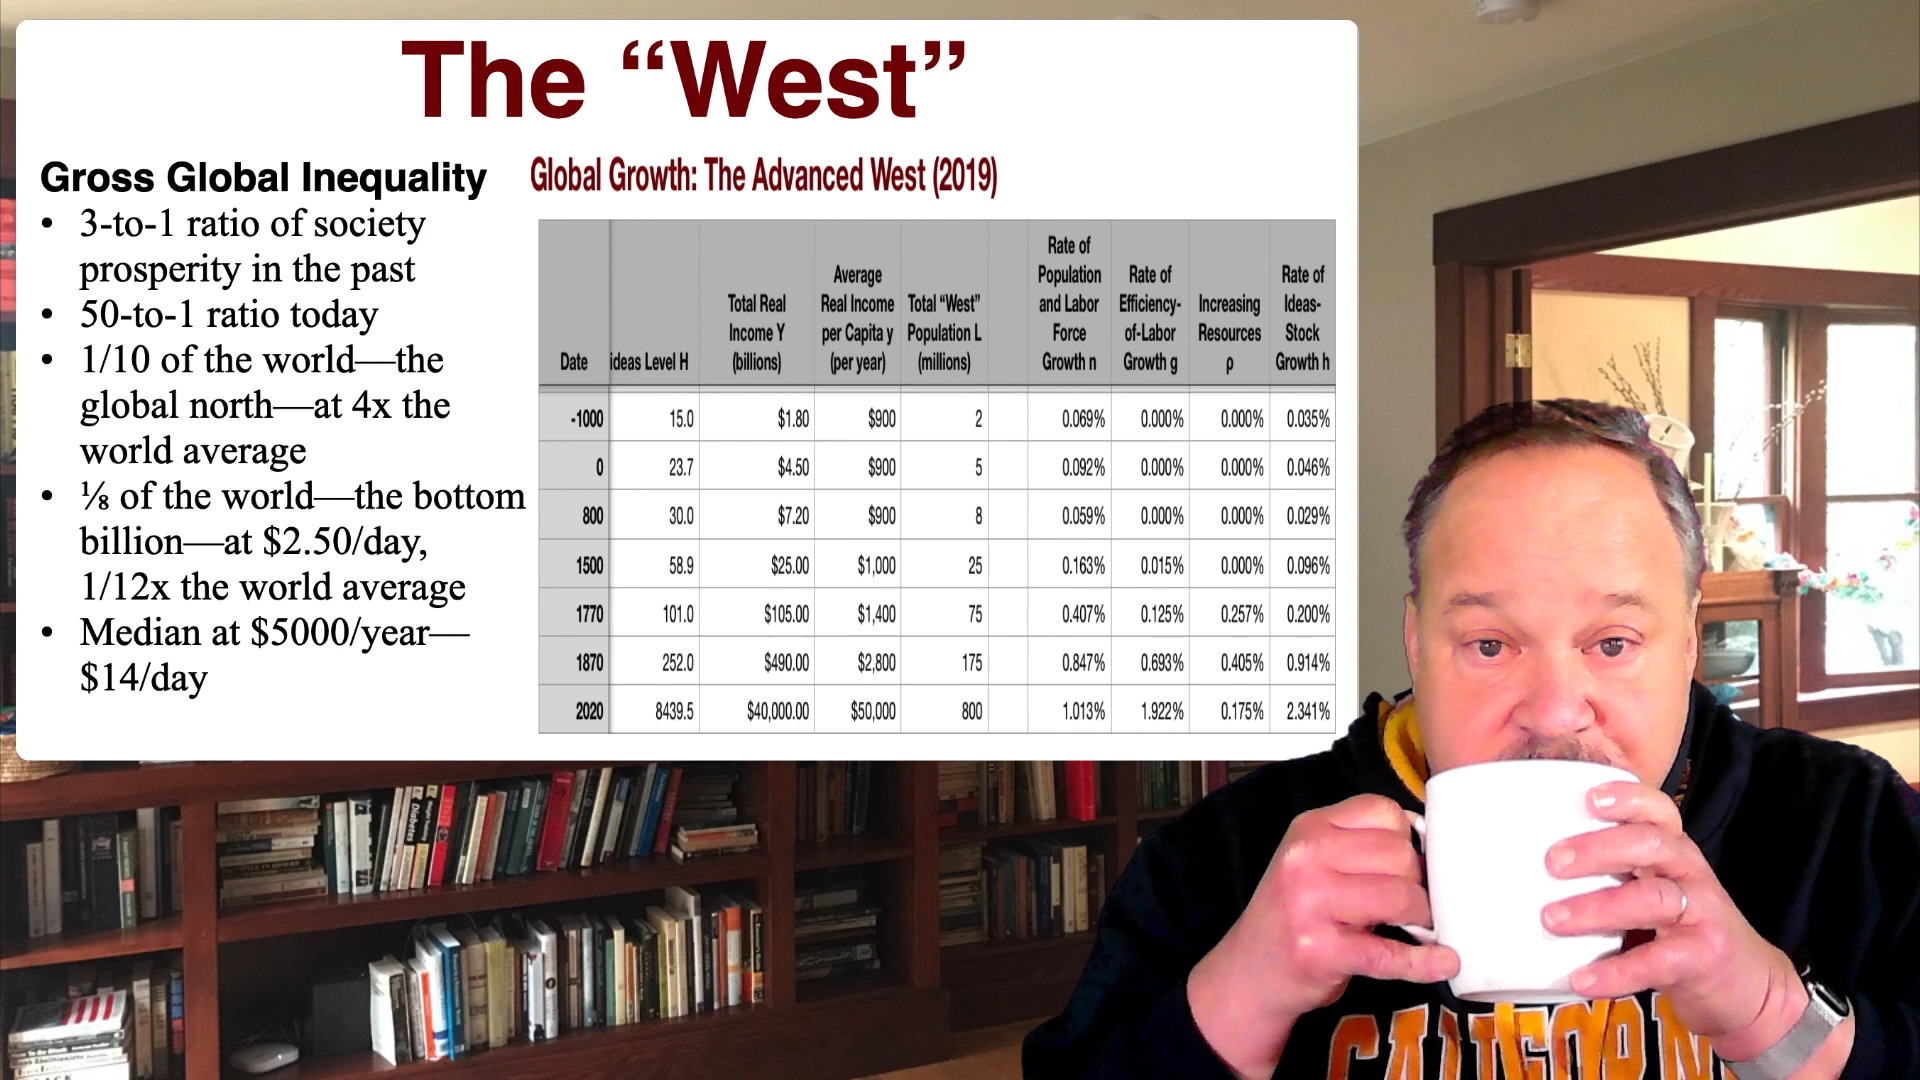 The “West”
Gross Global Inequality
• 3-to-1 ratio of society
prosperity in the past
• 50-to-1 ratio today
• 1/10 of the world—the
global north—at 4x the
world average
• ⅛ of the world—the bottom
billion—at $2.50/day,
1/12x the world average
• Median at $5000/year—
$14/day
Global Growth: The Advanced West (2019)
Date ideas Level H Total Real Income Y (billions) Average Real Income per Capita y (per year) Total “West” Population L (millions) Rate of Population and Labor Force Growth n Rate of Efficiency-of-Labor Growth g Increasing Resources ρ Rate of Ideas-Stock Growth h
-1000 15.0 $1.80 $900 2 0.069% 0.000% 0.000% 0.035%
0 23.7 $4.50 $900 5 0.092% 0.000% 0.000% 0.046%
800 30.0 $7.20 $900 8 0.059% 0.000% 0.000% 0.029%
1500 58.9 $25.00 $1,000 25 0.163% 0.015% 0.000% 0.096%
1770 101.0 $105.00 $1,400 75 0.407% 0.125% 0.257% 0.200%
1870 252.0 $490.00 $2,800 175 0.847% 0.693% 0.405% 0.914%
2020 8439.5 $40,000.00 $50,000 800 1.013% 1.922% 0.175% 2.341%
Diabetes